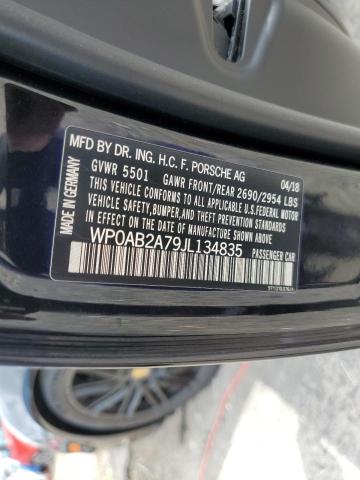 MFD BY DR. ING. H.C. F. PORSCHE AG 04/18
GVWR 5501 GAWR FRONT/REAR 2690/2954 LBS
THIS VEHICLE CONFORMS TO ALL APPLICABLE U.S. FEDERAL
MOTOR VEHICLE SAFETY, BUMPER, AND
THEFT PREVENTION STANDARDS IN EFFECT ON THE DATE
OF MANUFACTURE SHOWN ABOVE.
WP0AB2A79JL134835 PASSENGER CAR
MADE IN GERMANY